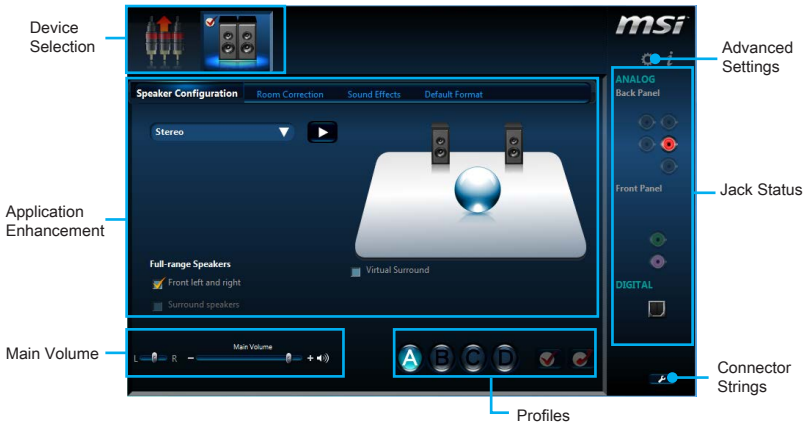 Device
Selection
msi
Advanced
Settings
ANALOG
Back Panel
Speaker Configuration
Room Correction
Sound Effects
Default Format
Stereo
Jack Status
Front Panel
Application
Enhancement
Full-range Speakers
Front left and right
Virtual Surround
Surround speakers
DIGITAL
Main Volume
L
R
Main Volume
A
B
C
D
Connector
Strings
Profiles